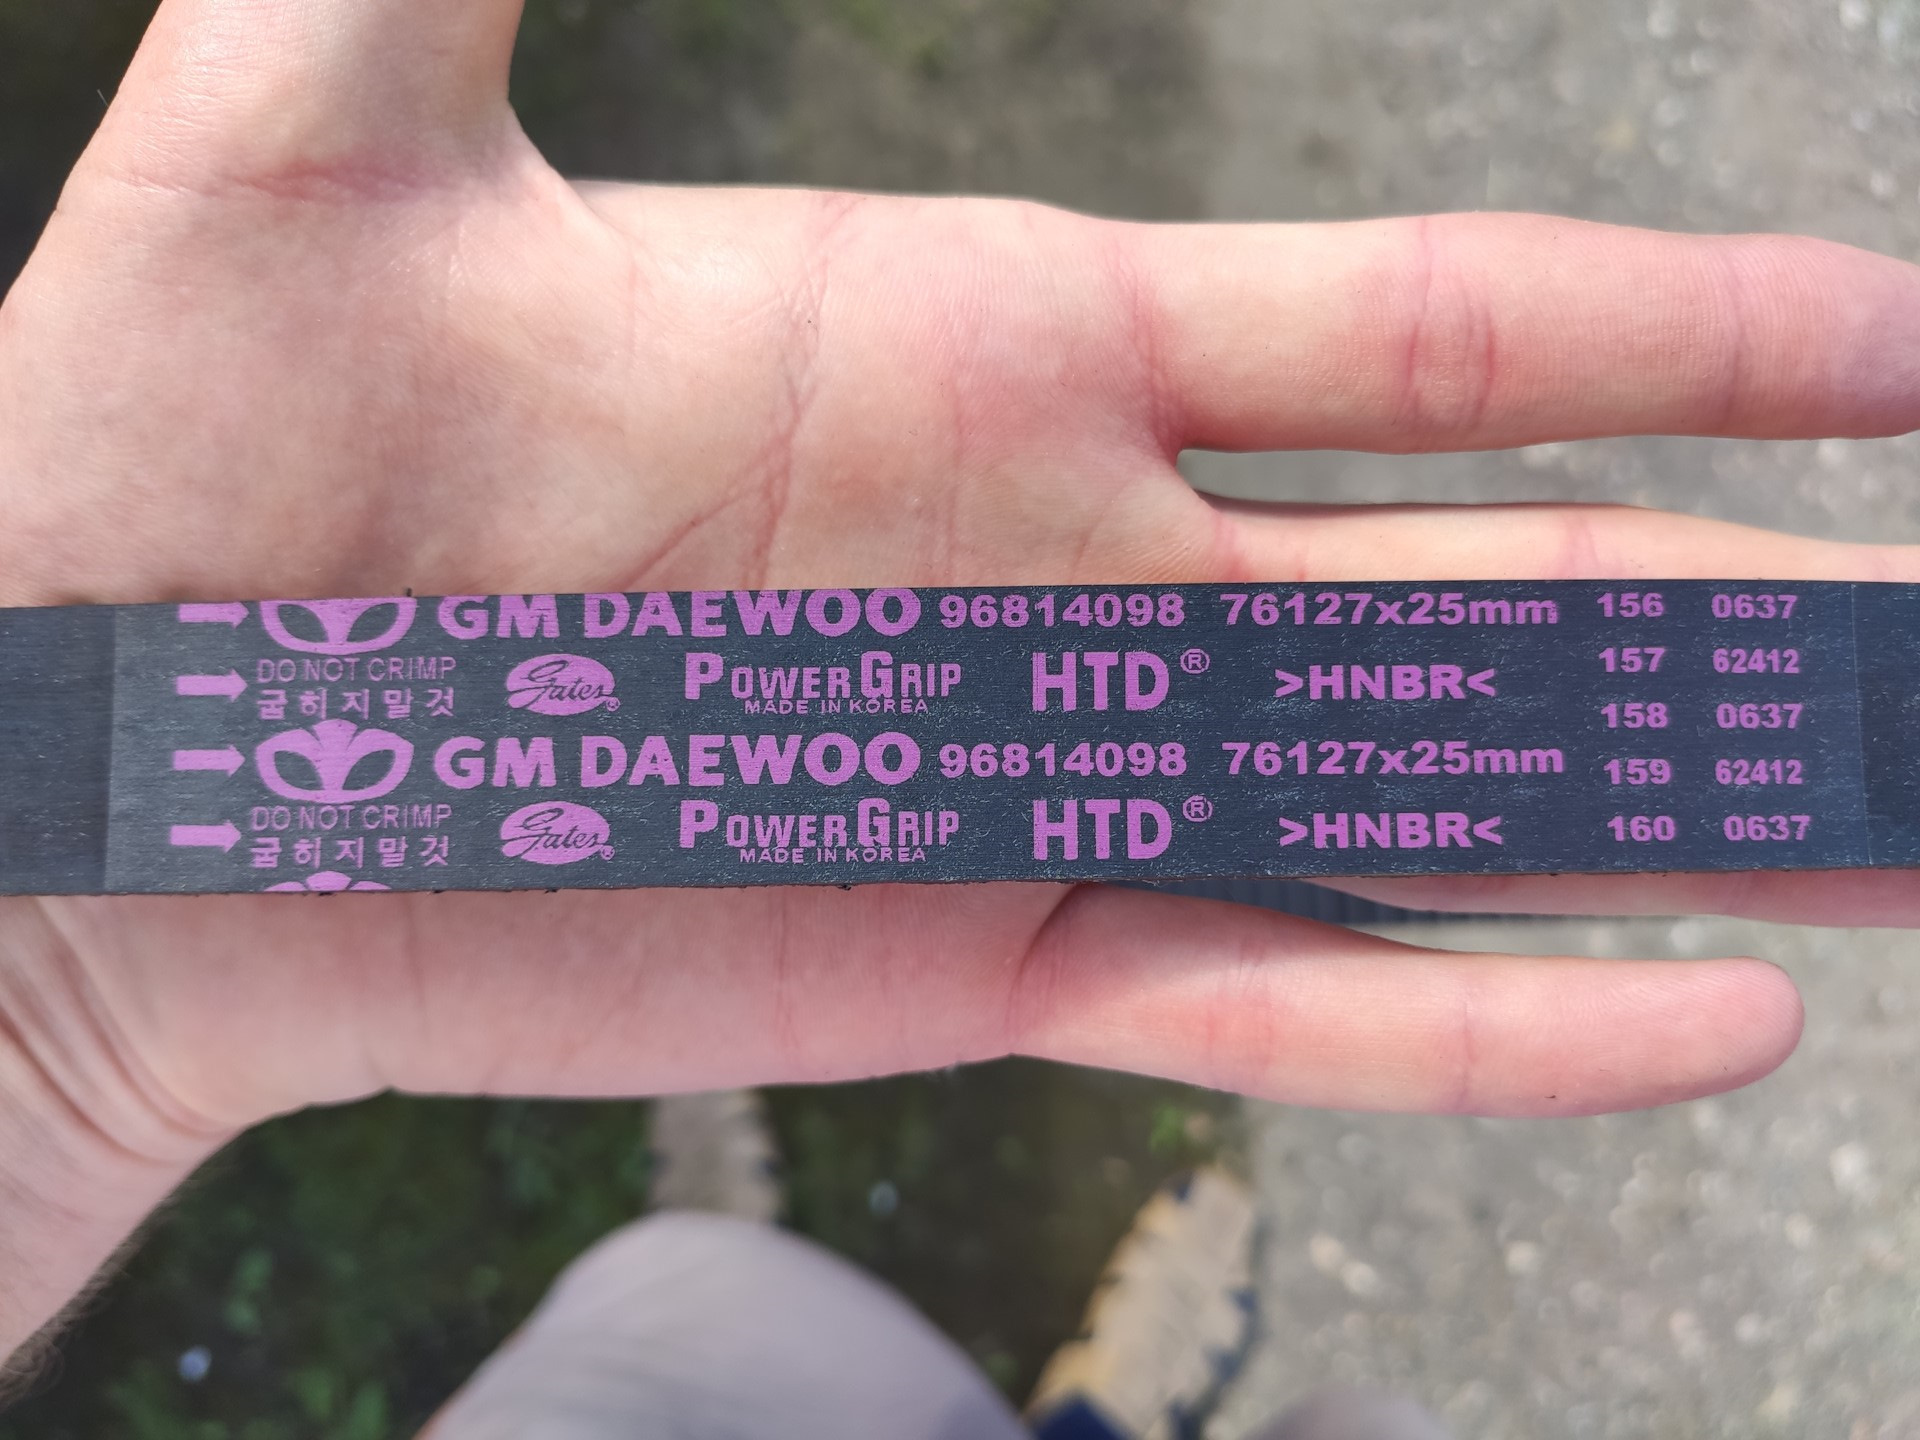 GM DAEWOO 96814098 76127x25mm 156 0637
DO NOT CRIMP
굽히지말것 Gates® POWERGRIP HTD® >HNBR< 157 62412
MADE IN KOREA
158 0637
GM DAEWOO 96814098 76127x25mm 159 62412
DO NOT CRIMP
굽히지말것 Gates® POWERGRIP HTD® >HNBR< 160 0637
MADE IN KOREA